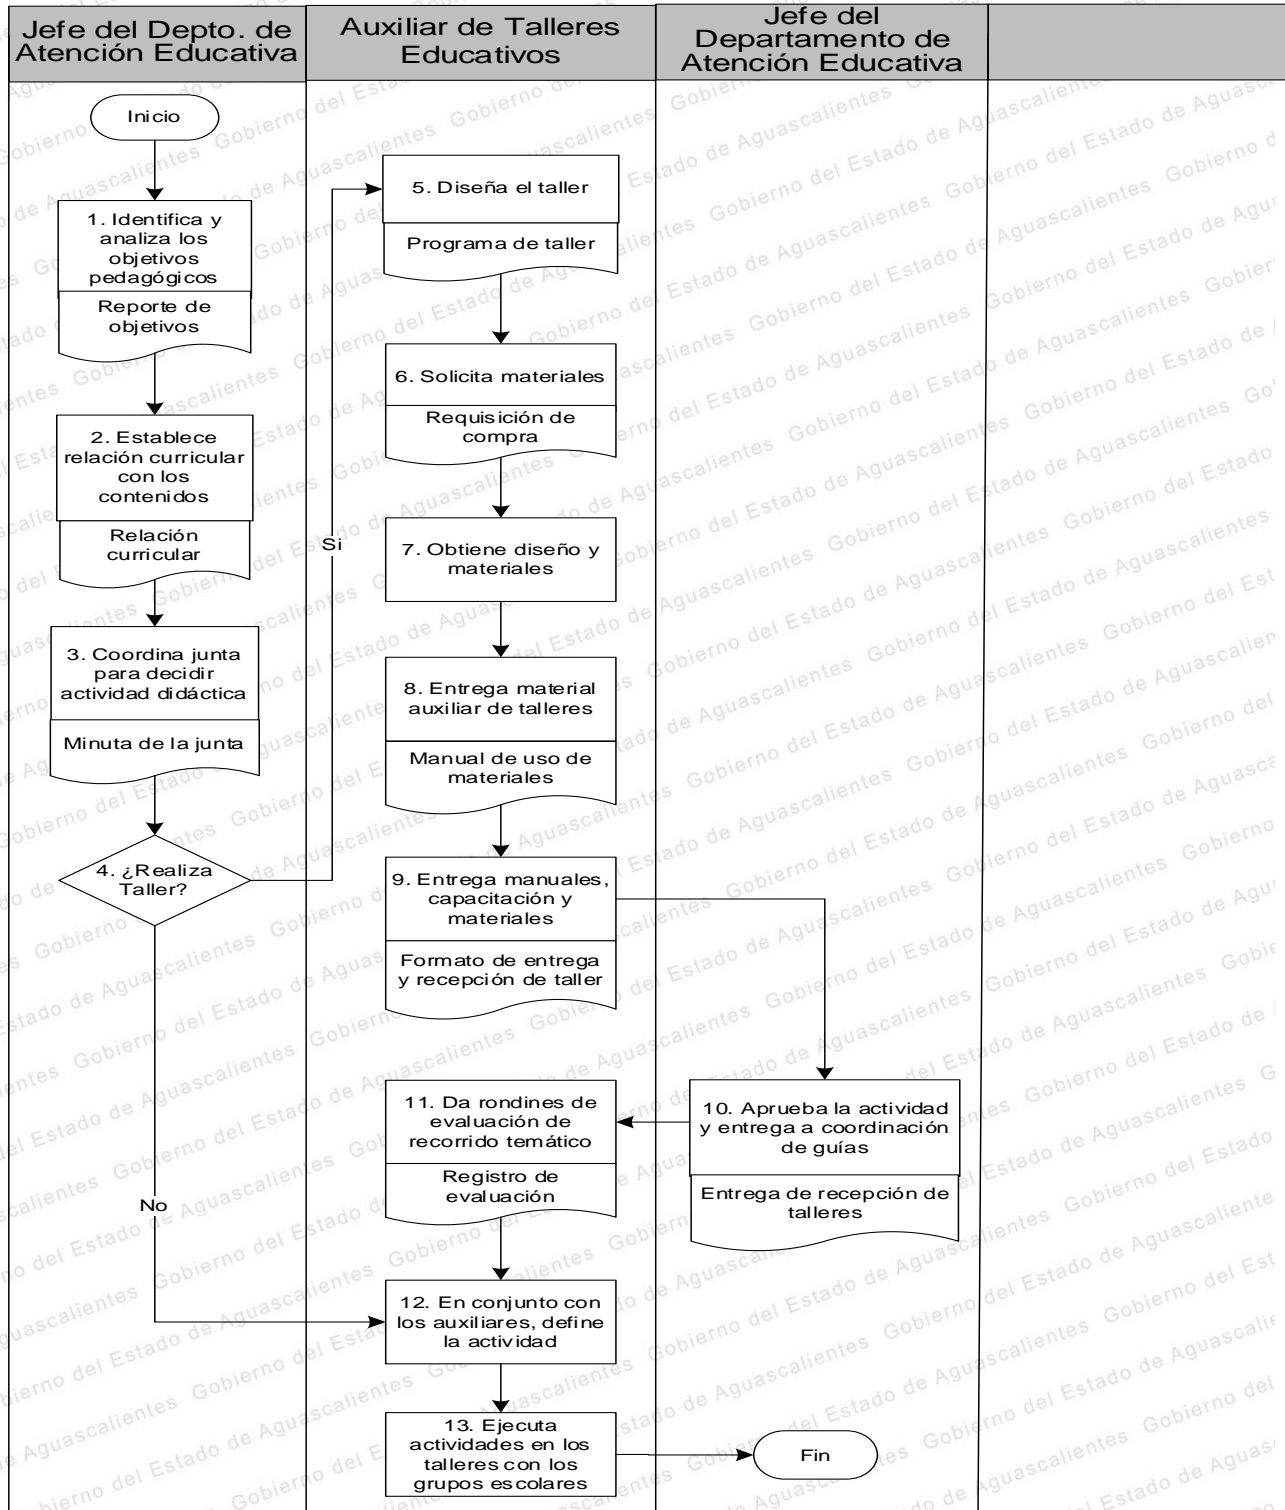 Jefe del Depto. de
Atención Educativa
Auxiliar de Talleres
Educativos
Jefe del
Departamento de
Atención Educativa
Inicio
1. Identifica y
analiza los
objetivos
pedagógicos
Reporte de
objetivos
2. Establece
relación curricular
con los
contenidos
Relación
curricular
3. Coordina junta
para decidir
actividad didáctica
Minuta de la junta
4. ¿Realiza
Taller?
Si
No
5. Diseña el taller
Programa de taller
6. Solicita materiales
Requisición de
compra
7. Obtiene diseño y
materiales
8. Entrega material
auxiliar de talleres
Manual de uso de
materiales
9. Entrega manuales,
capacitación y
materiales
Formato de entrega
y recepción de taller
10. Aprueba la actividad
y entrega a coordinación
de guías
Entrega de recepción de
talleres
11. Da rondines de
evaluación de
recorrido temático
Registro de
evaluación
12. En conjunto con
los auxiliares, define
la actividad
13. Ejecuta
actividades en los
talleres con los
grupos escolares
Fin
Gobierno del Estado de Aguascalientes